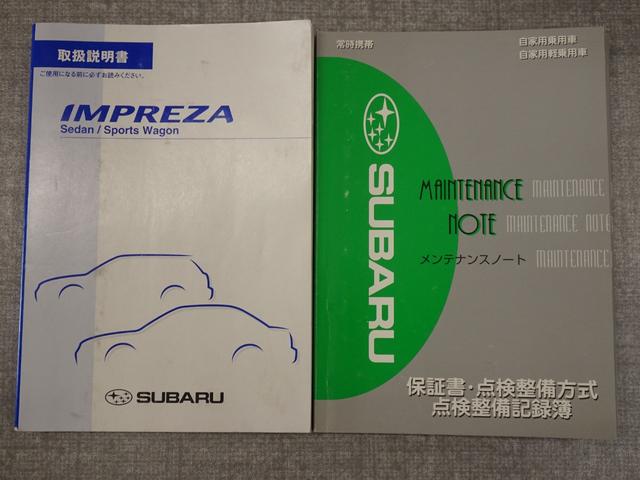 取扱説明書
ご使用になる前に必ずお読みください。
IMPREZA
Sedan / Sports Wagon
SUBARU
常時携帯
自家用乗用車
自家用軽乗用車
SUBARU
MAINTENANCE MAINTENANCE
NOTE MAINTENANCE NOTE
メンテナンスノート MAINTENANCE
保証書・点検整備方式
点検整備記録簿